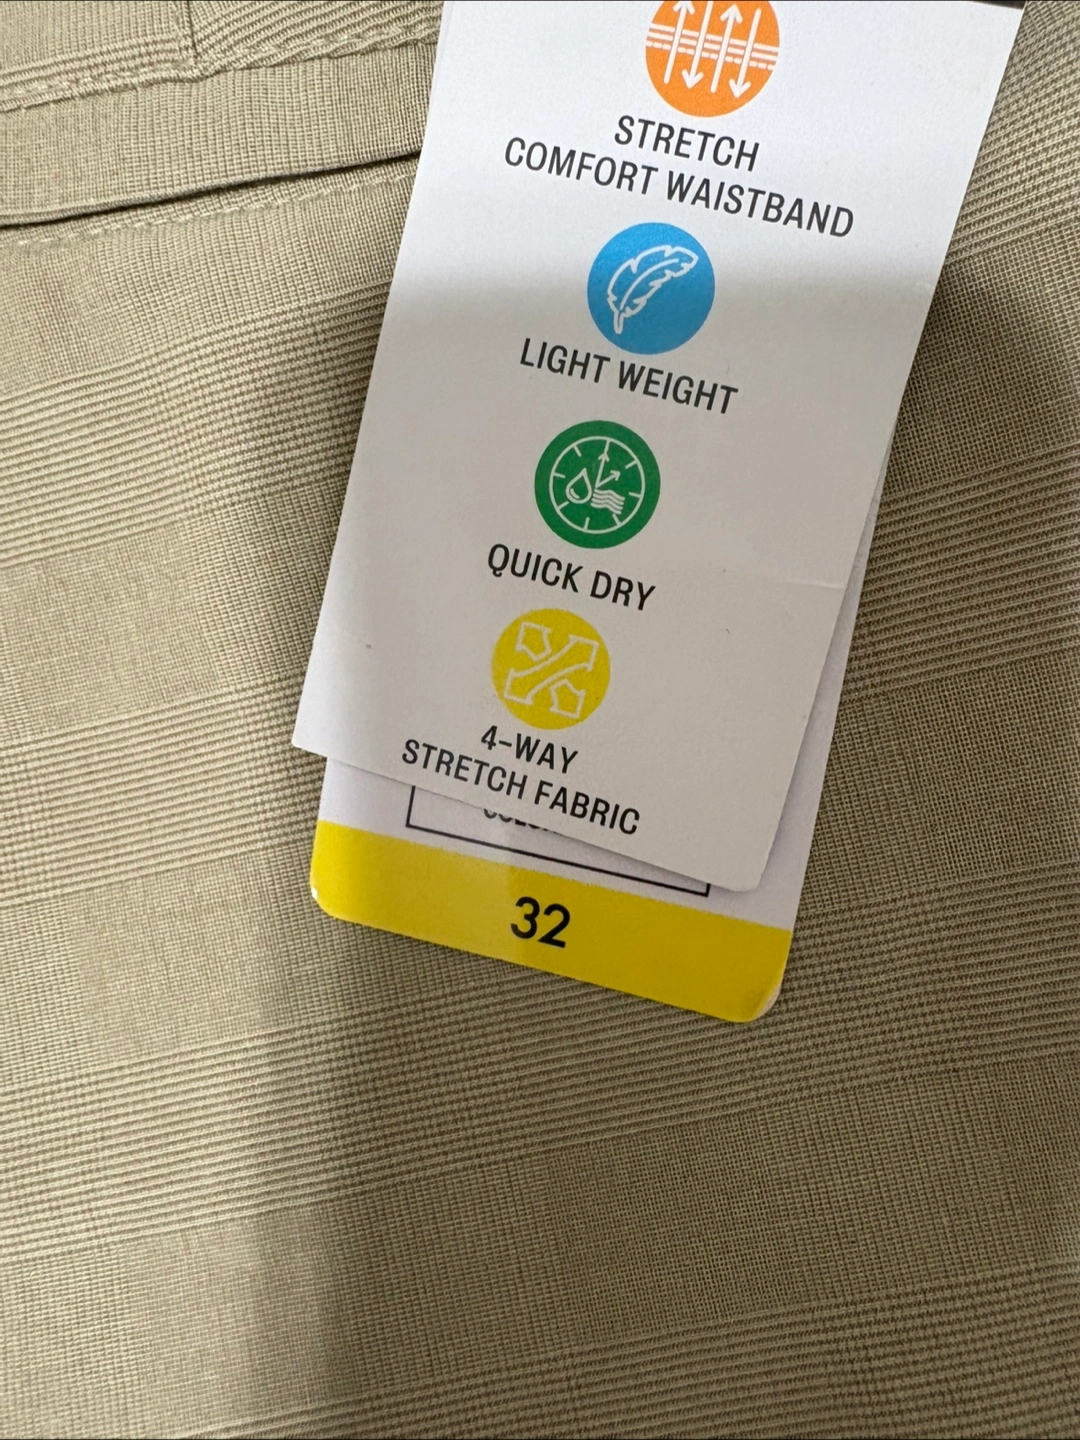 STRETCH
COMFORT WAISTBAND
LIGHT WEIGHT
QUICK DRY
4-WAY
STRETCH FABRIC
32